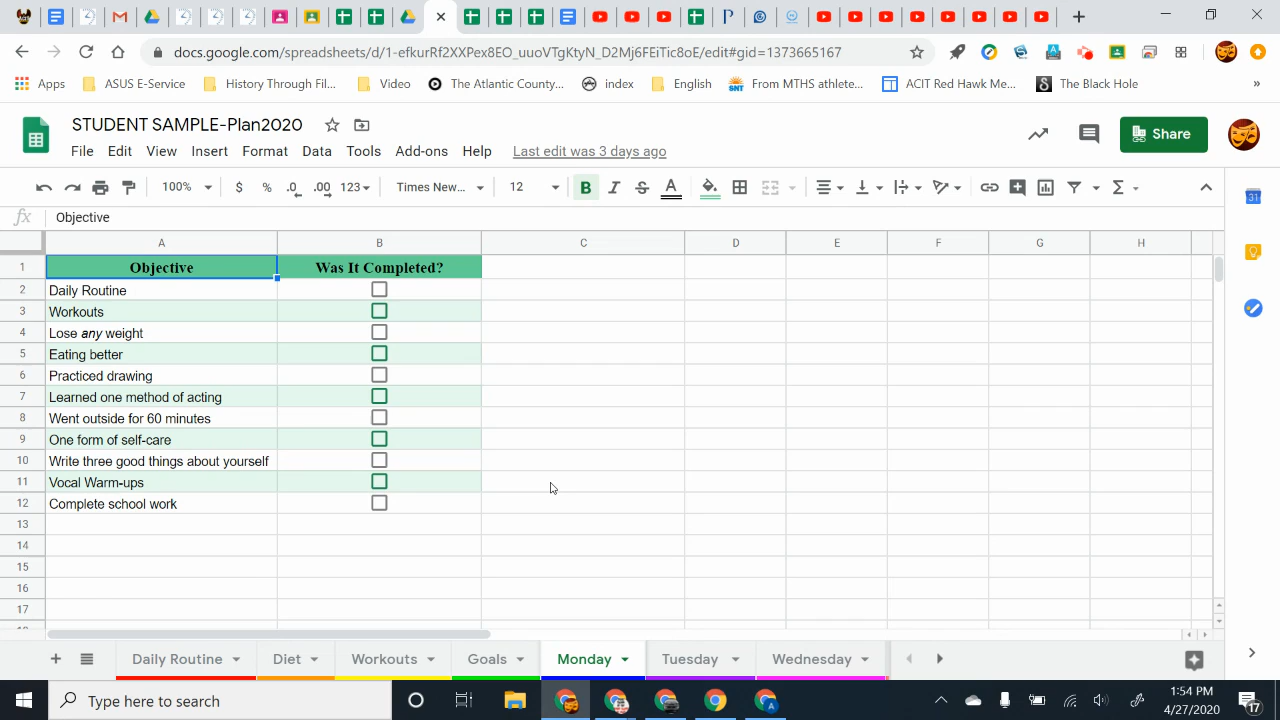 docs.google.com/spreadsheets/d/1-efkurRf2XXPex8EO_uuoVTgKtyN_D2Mj6FEiTic8oE/edit#gid=1373665167
Apps ASUS E-Service History Through Fil... Video The Atlantic County... index English From MTHS athlete... ACIT Red Hawk Me... The Black Hole »
STUDENT SAMPLE-Plan2020
Share
File Edit View Insert Format Data Tools Add-ons Help Last edit was 3 days ago
100% $ % .0 .00 123 Times New... 12 B I S A Σ
fx Objective
A B C D E F G H
1 Objective Was It Completed?
2 Daily Routine
3 Workouts
4 Lose any weight
5 Eating better
6 Practiced drawing
7 Learned one method of acting
8 Went outside for 60 minutes
9 One form of self-care
10 Write three good things about yourself
11 Vocal Warm-ups
12 Complete school work
13
14
15
16
17
+ Daily Routine Diet Workouts Goals Monday Tuesday Wednesday
Type here to search
1:54 PM
4/27/2020
17